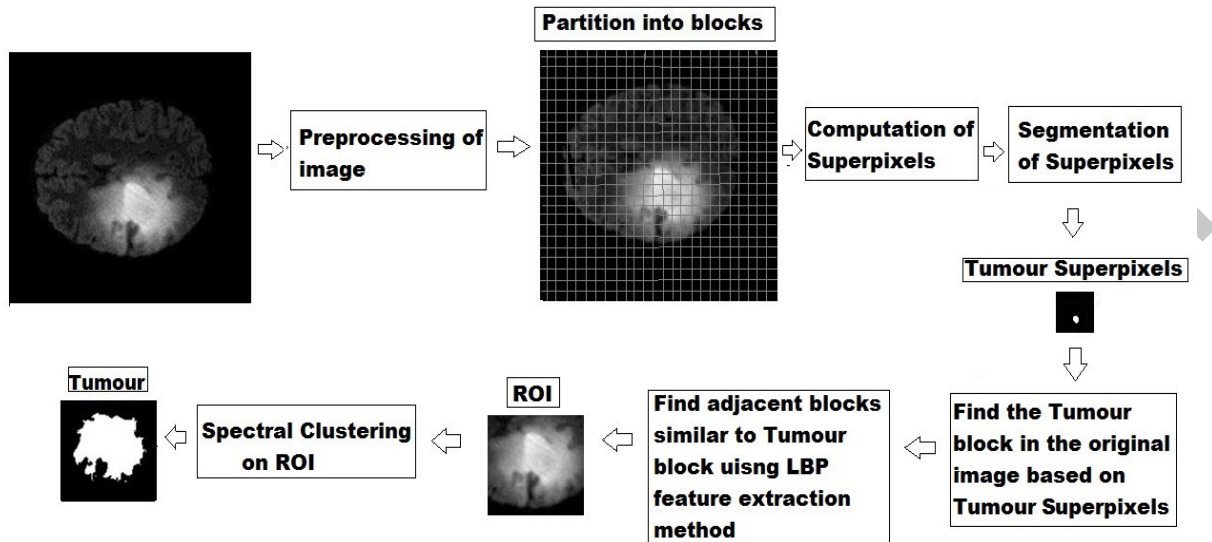 Partition into blocks
Preprocessing of
image
Computation of
Superpixels
Segmentation
of Superpixels
Tumour Superpixels
Find the Tumour
block in the original
image based on
Tumour Superpixels
Find adjacent blocks
similar to Tumour
block uisng LBP
feature extraction
method
ROI
Spectral Clustering
on ROI
Tumour